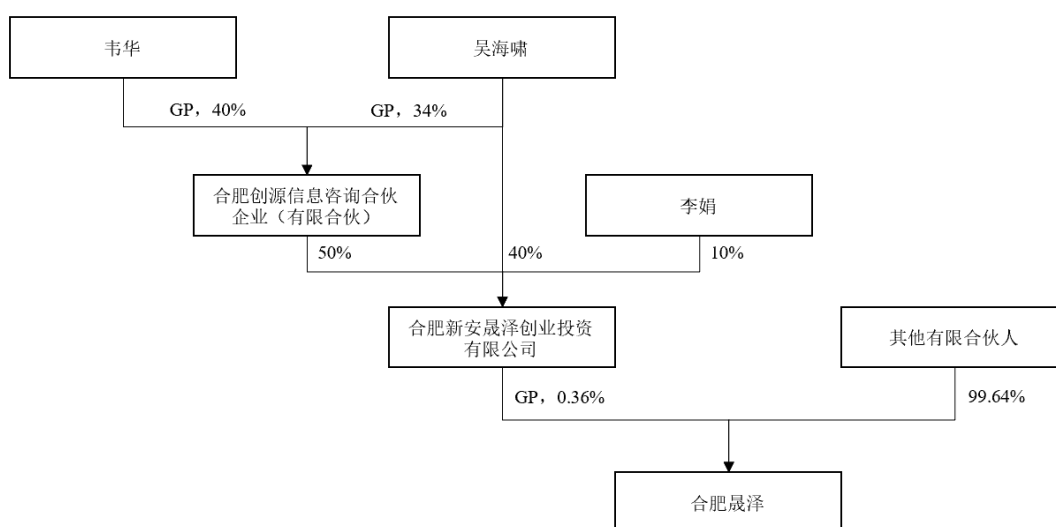 韦华
吴海啸
GP，40%
GP，34%
合肥创源信息咨询合伙
企业（有限合伙）
李娟
50%
40%
10%
合肥新安晟泽创业投资
有限公司
其他有限合伙人
GP，0.36%
99.64%
合肥晟泽